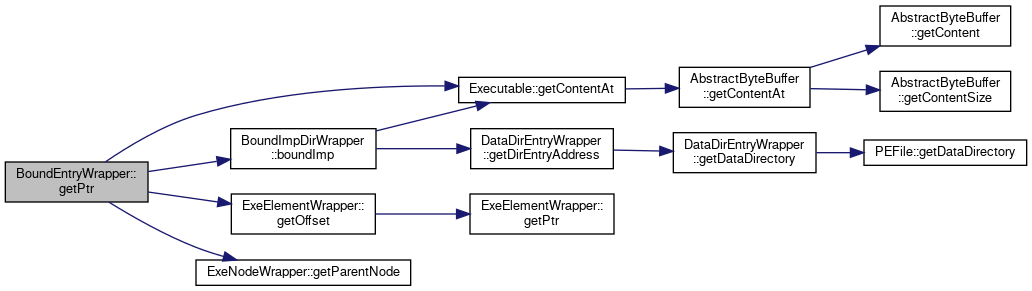 BoundEntryWrapper::
getPtr
Executable::getContentAt
BoundImpDirWrapper
::boundImp
ExeElementWrapper::
getOffset
ExeNodeWrapper::getParentNode
AbstractByteBuffer
::getContentAt
AbstractByteBuffer
::getContent
AbstractByteBuffer
::getContentSize
DataDirEntryWrapper
::getDirEntryAddress
DataDirEntryWrapper
::getDataDirectory
PEFile::getDataDirectory
ExeElementWrapper::
getPtr